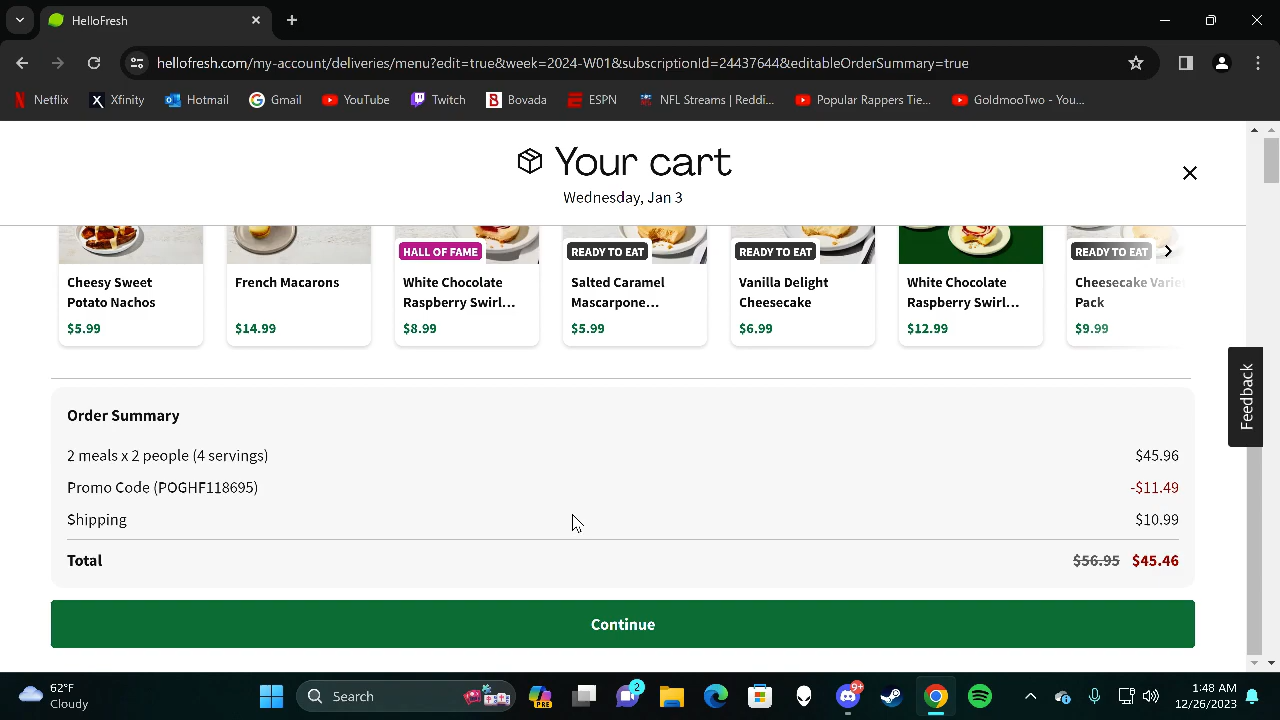 HelloFresh
hellofresh.com/my-account/deliveries/menu?edit=true&week=2024-W01&subscriptionId=24437644&editableOrderSummary=true
Netflix Xfinity Hotmail Gmail YouTube Twitch Bovada ESPN NFL Streams | Reddi... Popular Rappers Tie... GoldmooTwo - You...
Your cart
Wednesday, Jan 3
HALL OF FAME READY TO EAT READY TO EAT READY TO EAT
Cheesy Sweet
Potato Nachos
$5.99
French Macarons
$14.99
White Chocolate
Raspberry Swirl...
$8.99
Salted Caramel
Mascarpone...
$5.99
Vanilla Delight
Cheesecake
$6.99
White Chocolate
Raspberry Swirl...
$12.99
Cheesecake Varie
Pack
$9.99
Feedback
Order Summary
2 meals x 2 people (4 servings) $45.96
Promo Code (POGHF118695) -$11.49
Shipping $10.99
Total $56.95 $45.46
Continue
62°F
Cloudy
Search
PRE
2
9+
1:48 AM
12/26/2023